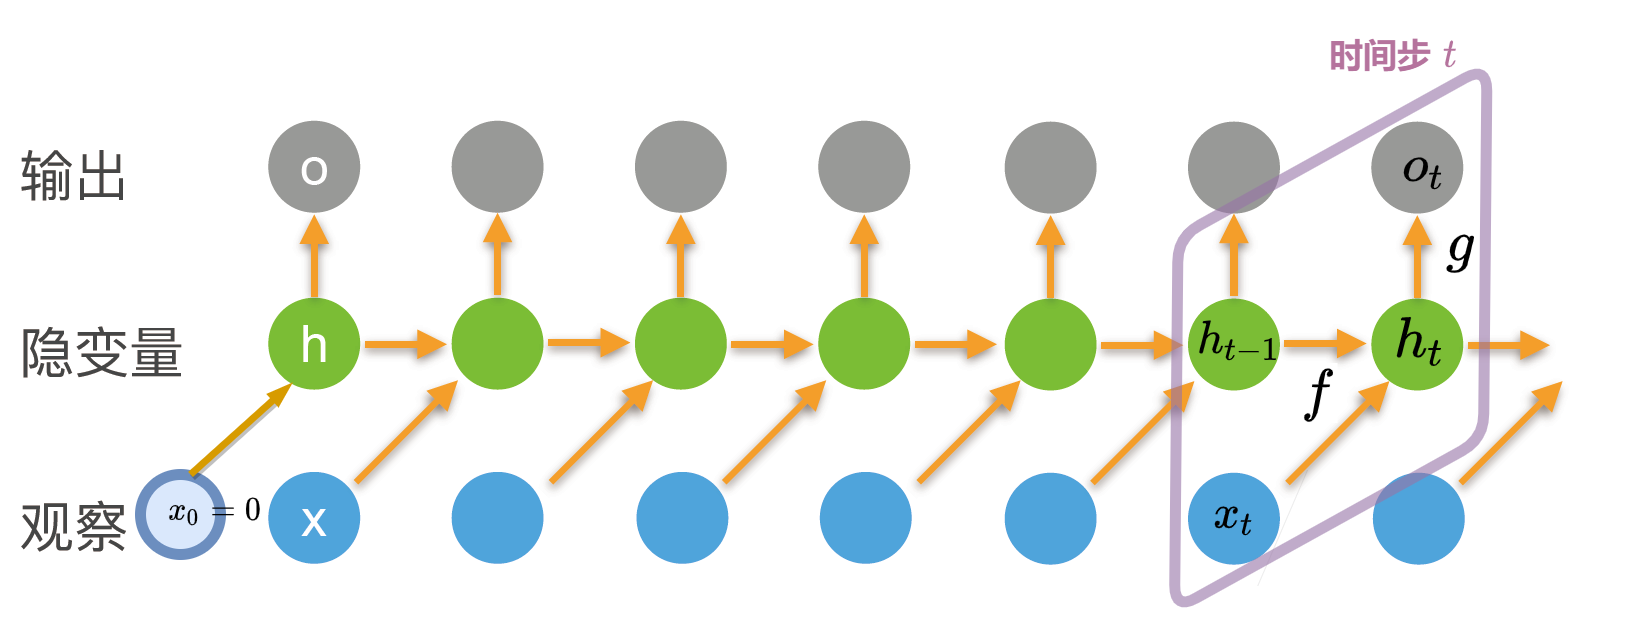 时间步 t
输出
o
o_t
g
隐变量
h
h_{t-1}
h_t
f
观察
x_0 = 0
x
x_t